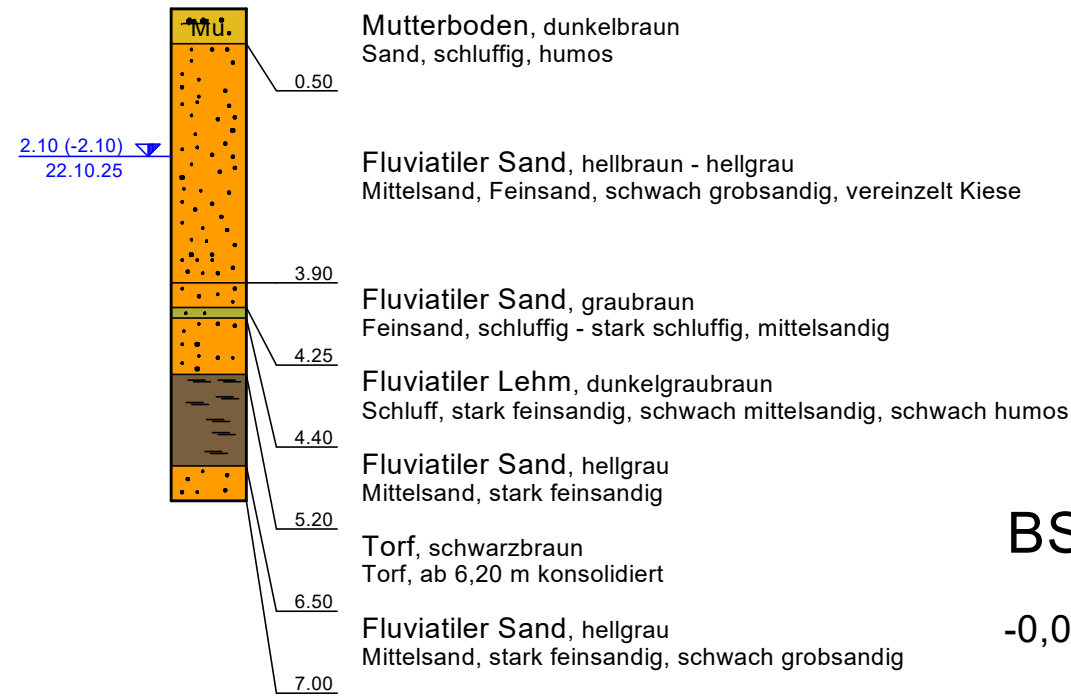 Mu.
Mutterboden, dunkelbraun
Sand, schluffig, humos
0.50
2.10 (-2.10)
22.10.25
Fluviatiler Sand, hellbraun - hellgrau
Mittelsand, Feinsand, schwach grobsandig, vereinzelt Kiese
3.90
Fluviatiler Sand, graubraun
Feinsand, schluffig - stark schluffig, mittelsandig
4.25
Fluviatiler Lehm, dunkelgraubraun
Schluff, stark feinsandig, schwach mittelsandig, schwach humos
4.40
Fluviatiler Sand, hellgrau
Mittelsand, stark feinsandig
5.20
BS
Torf, schwarzbraun
Torf, ab 6,20 m konsolidiert
6.50
Fluviatiler Sand, hellgrau
Mittelsand, stark feinsandig, schwach grobsandig
-0,0
7.00